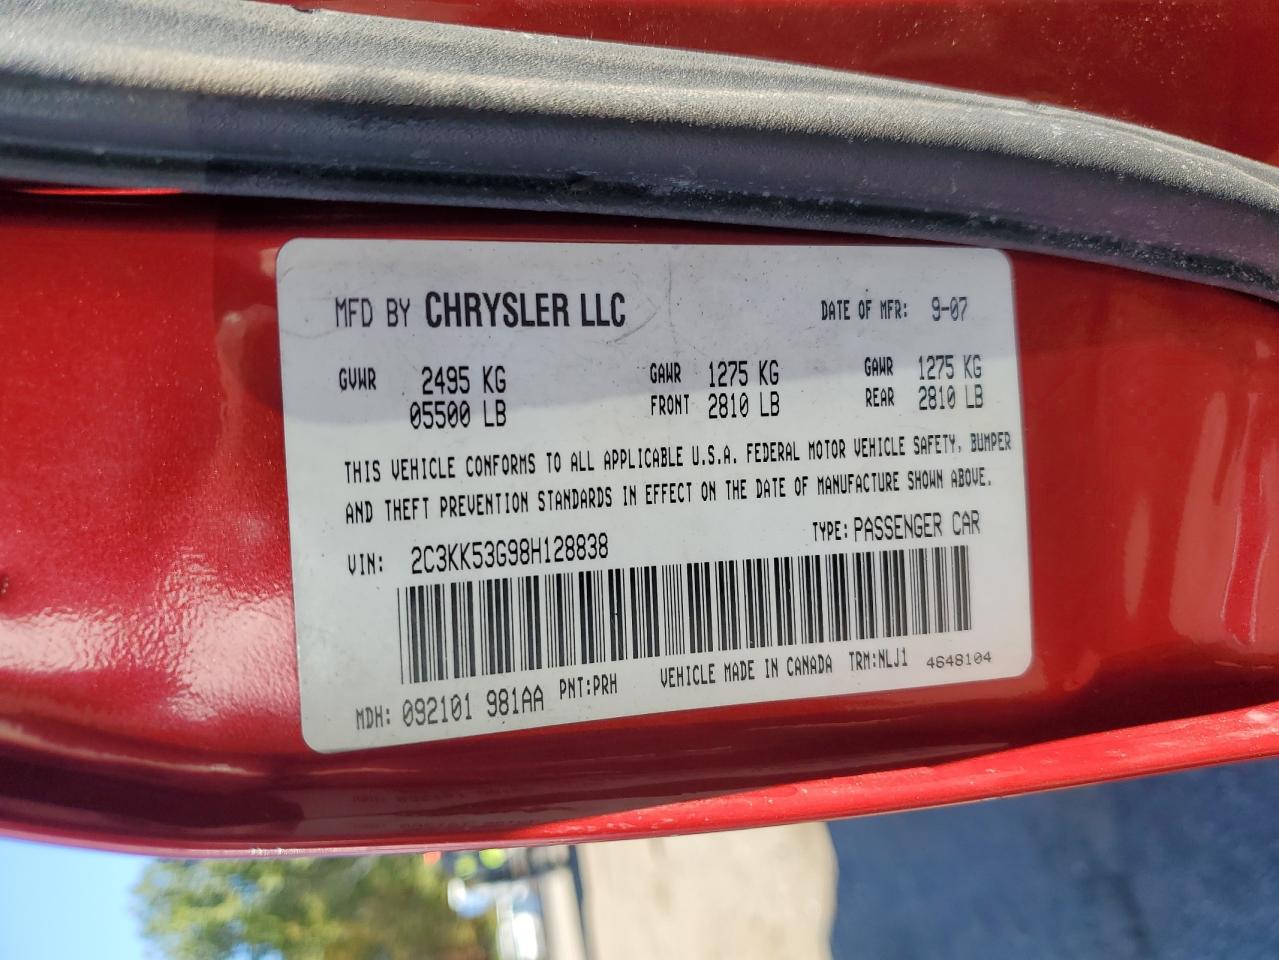 MFD BY CHRYSLER LLC DATE OF MFR: 9-07
GVWR 2495 KG GAWR 1275 KG GAWR 1275 KG
05500 LB FRONT 2810 LB REAR 2810 LB
THIS VEHICLE CONFORMS TO ALL APPLICABLE U.S.A. FEDERAL MOTOR VEHICLE SAFETY, BUMPER
AND THEFT PREVENTION STANDARDS IN EFFECT ON THE DATE OF MANUFACTURE SHOWN ABOVE.
VIN: 2C3KK53G98H128838 TYPE: PASSENGER CAR
MDH: 092101 981AA PNT:PRH VEHICLE MADE IN CANADA TRM:NLJ1 4648104